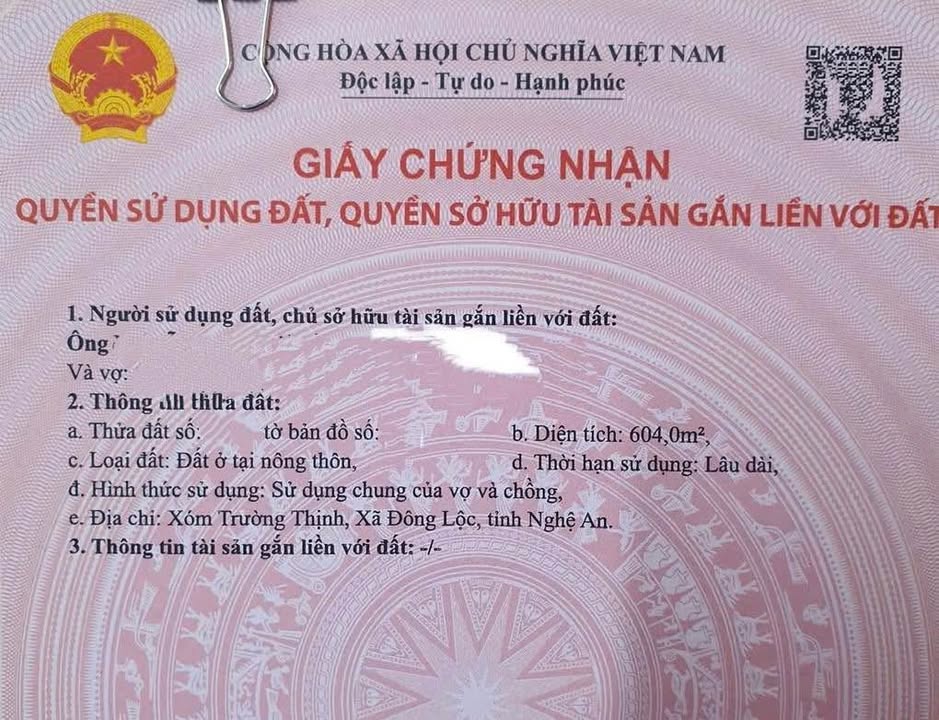 CỘNG HÒA XÃ HỘI CHỦ NGHĨA VIỆT NAM
Độc lập - Tự do - Hạnh phúc
GIẤY CHỨNG NHẬN
QUYỀN SỬ DỤNG ĐẤT, QUYỀN SỞ HỮU TÀI SẢN GẮN LIỀN VỚI ĐẤT
1. Người sử dụng đất, chủ sở hữu tài sản gắn liền với đất:
Ông
Và vợ:
2. Thông thửa đất:
a. Thửa đất số: tờ bản đồ số: b. Diện tích: 604,0m²,
c. Loại đất: Đất ở tại nông thôn, d. Thời hạn sử dụng: Lâu dài,
đ. Hình thức sử dụng: Sử dụng chung của vợ và chồng,
e. Địa chỉ: Xóm Trường Thịnh, Xã Đông Lộc, tỉnh Nghệ An.
3. Thông tin tài sản gắn liền với đất: -/-